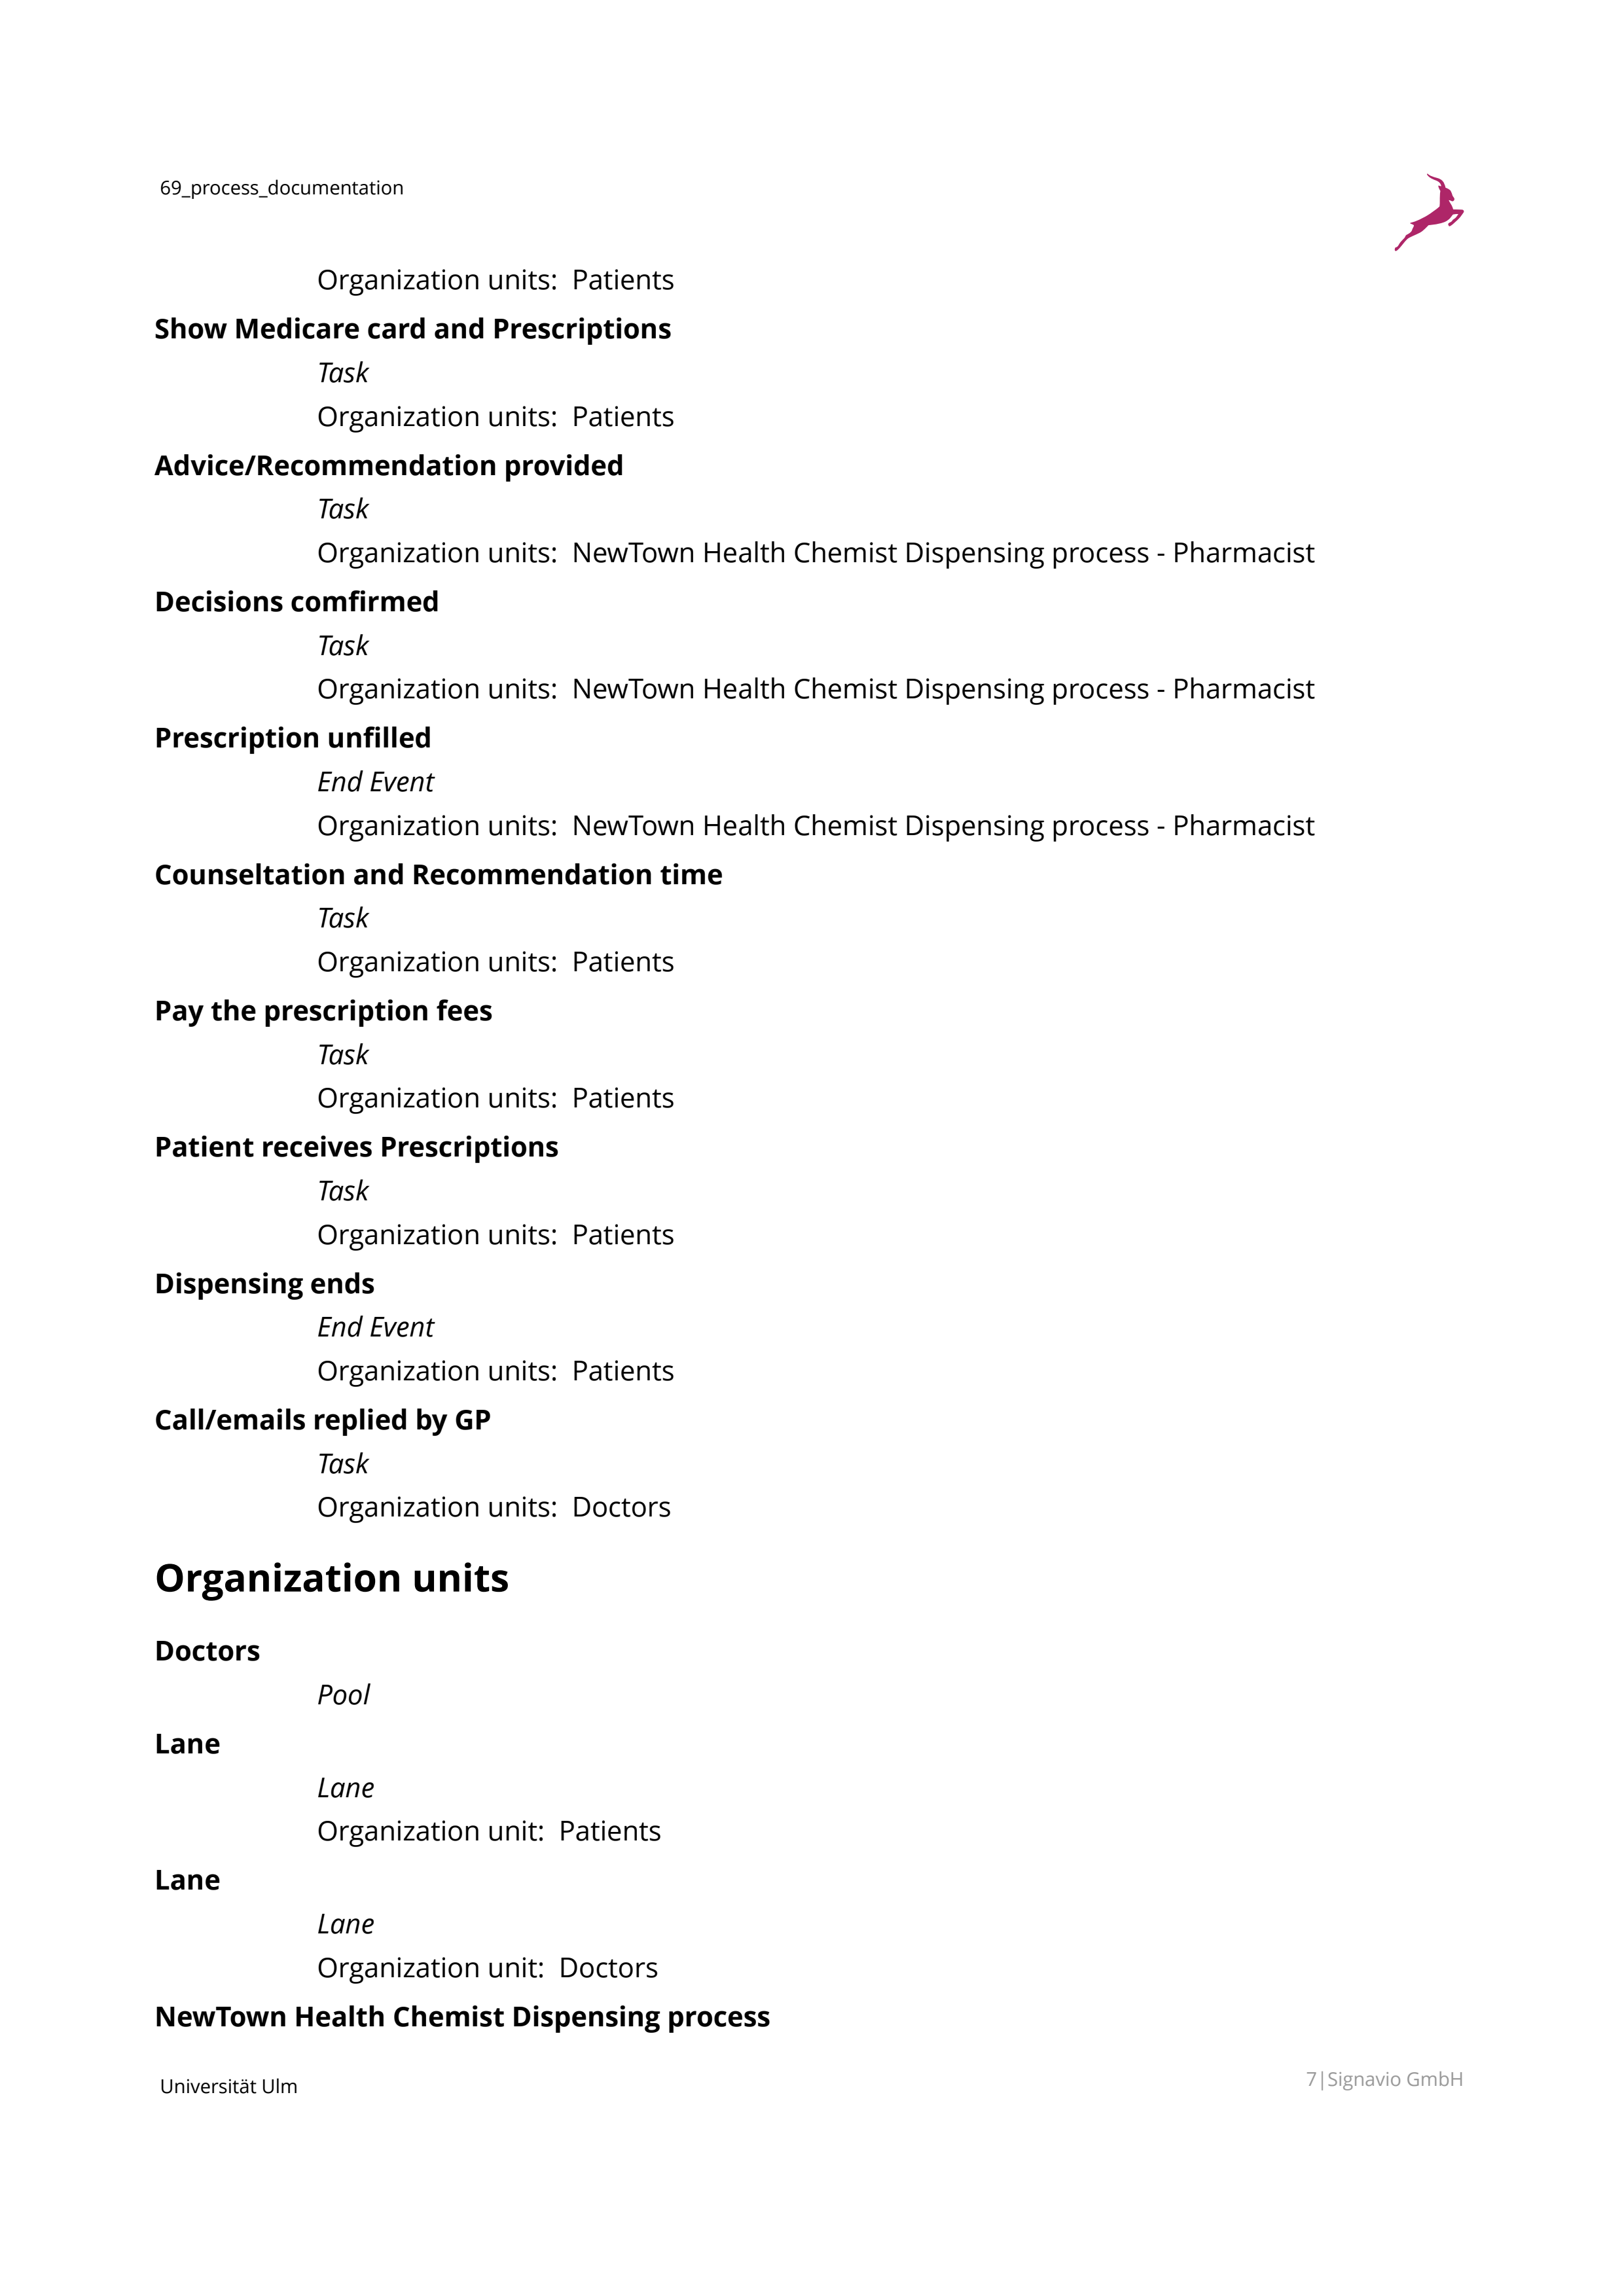 69_process_documentation
Organization units:  Patients
Show Medicare card and Prescriptions
Task
Organization units:  Patients
Advice/Recommendation provided
Task
Organization units:  NewTown Health Chemist Dispensing process - Pharmacist
Decisions comfirmed
Task
Organization units:  NewTown Health Chemist Dispensing process - Pharmacist
Prescription unfilled
End Event
Organization units:  NewTown Health Chemist Dispensing process - Pharmacist
Counseltation and Recommendation time
Task
Organization units:  Patients
Pay the prescription fees
Task
Organization units:  Patients
Patient receives Prescriptions
Task
Organization units:  Patients
Dispensing ends
End Event
Organization units:  Patients
Call/emails replied by GP
Task
Organization units:  Doctors
Organization units
Doctors
Pool
Lane
Lane
Organization unit:  Patients
Lane
Lane
Organization unit:  Doctors
NewTown Health Chemist Dispensing process
Universität Ulm
7|Signavio GmbH